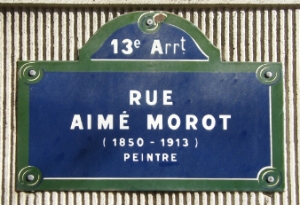 13e Arrt
RUE
AIMÉ MOROT
(1850-1913)
PEINTRE